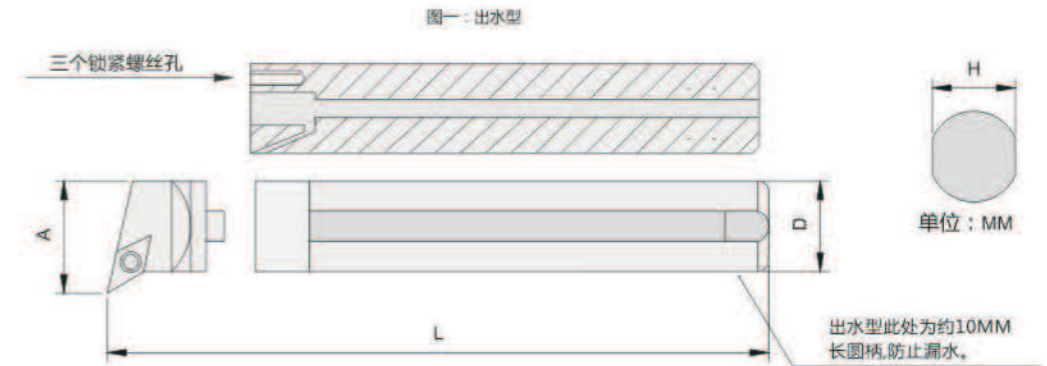 图一：出水型
三个锁紧螺丝孔
H
A
D
单位：MM
L
出水型此处为约10MM
长圆柄,防止漏水。